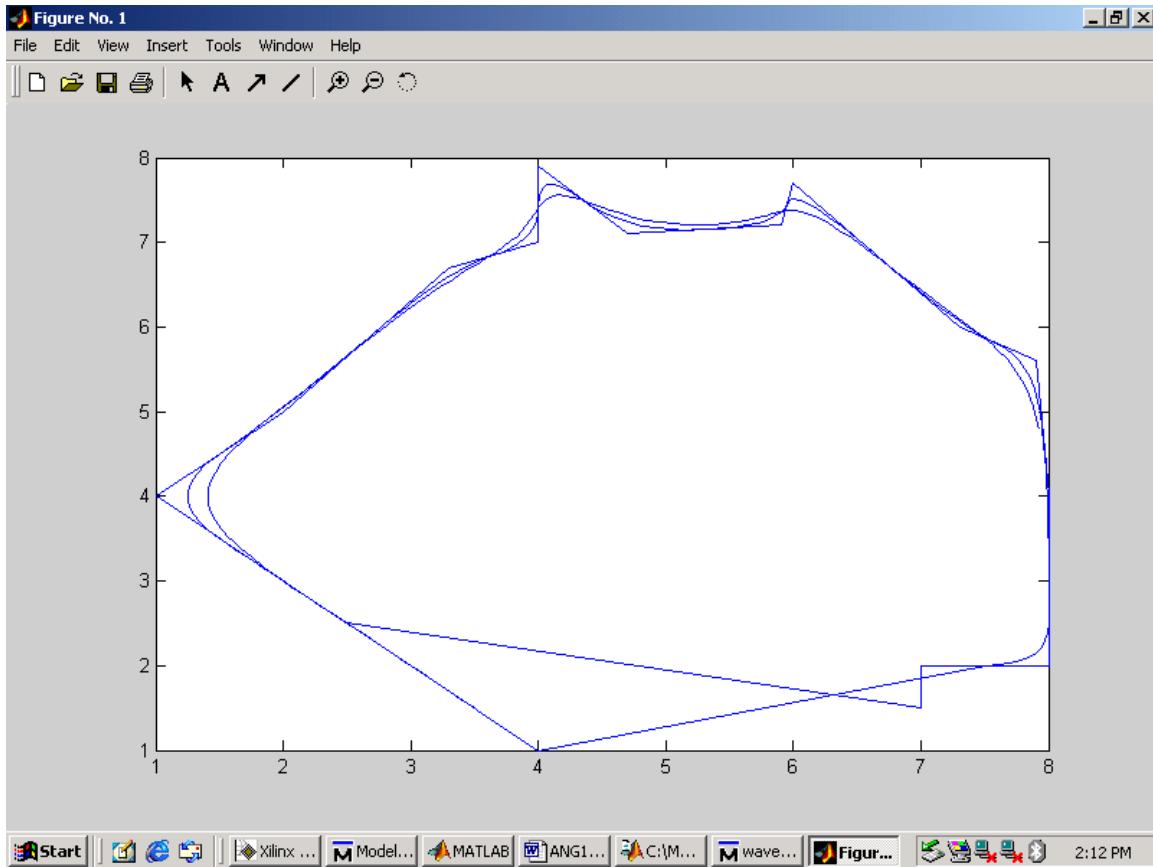 Figure No. 1
File Edit View Insert Tools Window Help
A
8
7
6
5
4
3
2
1
1 2 3 4 5 6 7 8
Start Xilinx ... Model... MATLAB ANG1... C:\M... wave... Figur... 2:12 PM